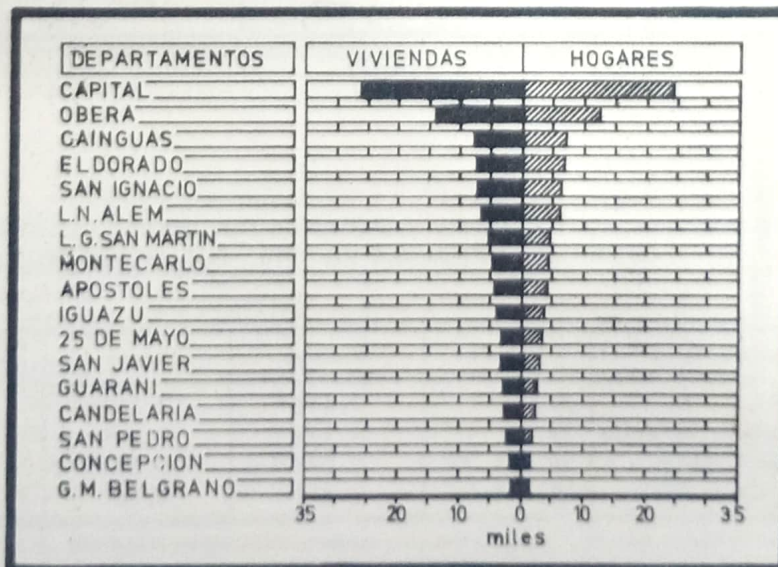 DEPARTAMENTOS VIVIENDAS HOGARES
CAPITAL
OBERA
CAINGUAS
ELDORADO
SAN IGNACIO
L.N. ALEM
L.G. SAN MARTIN
MONTECARLO
APOSTOLES
IGUAZU
25 DE MAYO
SAN JAVIER
GUARANI
CANDELARIA
SAN PEDRO
CONCEPCION
G.M. BELGRANO
35 20 10 0 10 20 35
miles